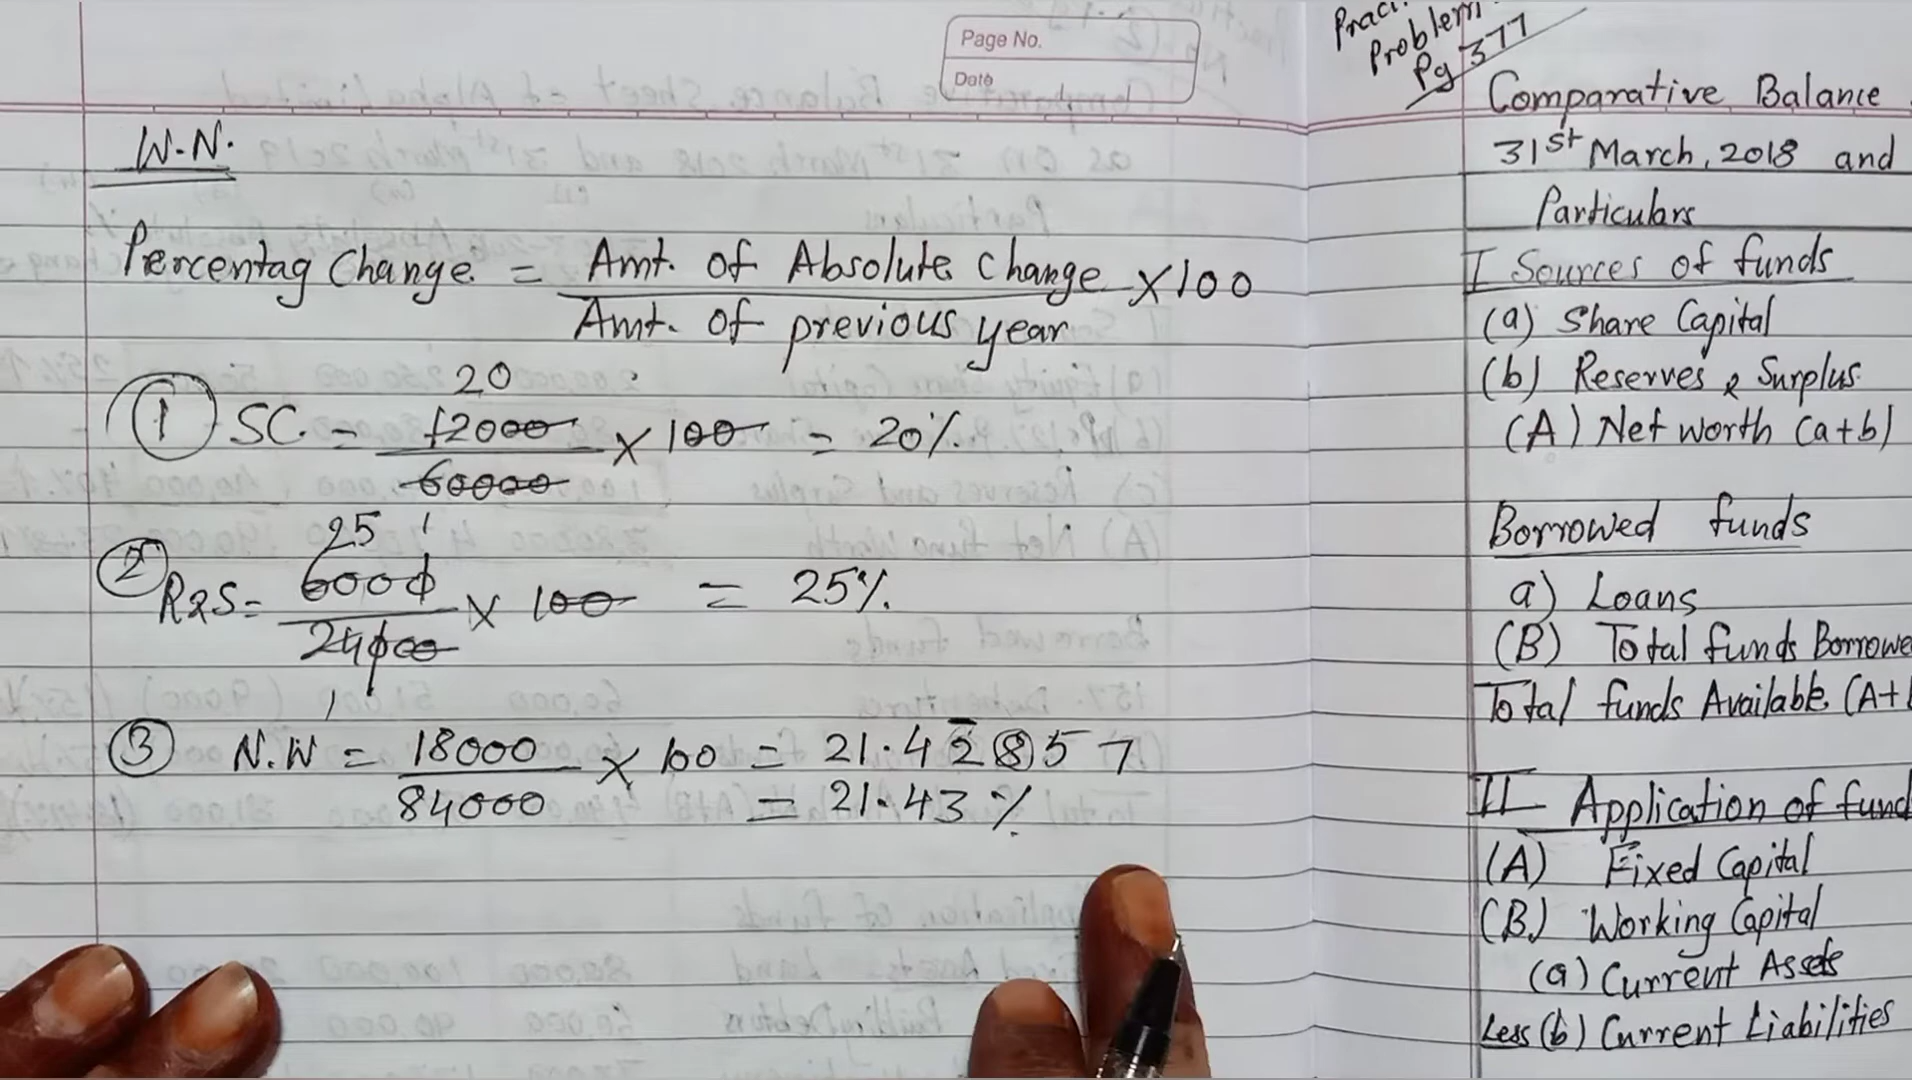 Page No.
Date
W.N.
Percentag Change = Amt. of Absolute Change × 100
Amt. of previous year
20
① SC = 12000 × 100 = 20%
60000
25 1
② R&S = 6000 × 100 = 25%
24000
1
③ N.W = 18000 × 100 = 21.42857
84000 = 21.43 %
Problem
Pg 377
Comparative Balance
31st March, 2018 and
Particulars
I Sources of funds
(a) Share Capital
(b) Reserves & Surplus
(A) Net worth (a+b)
Borrowed funds
a) Loans
(B) Total funds Borrowe
Total funds Available (A+
II Application of fund
(A) Fixed Capital
(B) Working Capital
(a) Current Assets
Less (b) Current Liabilities